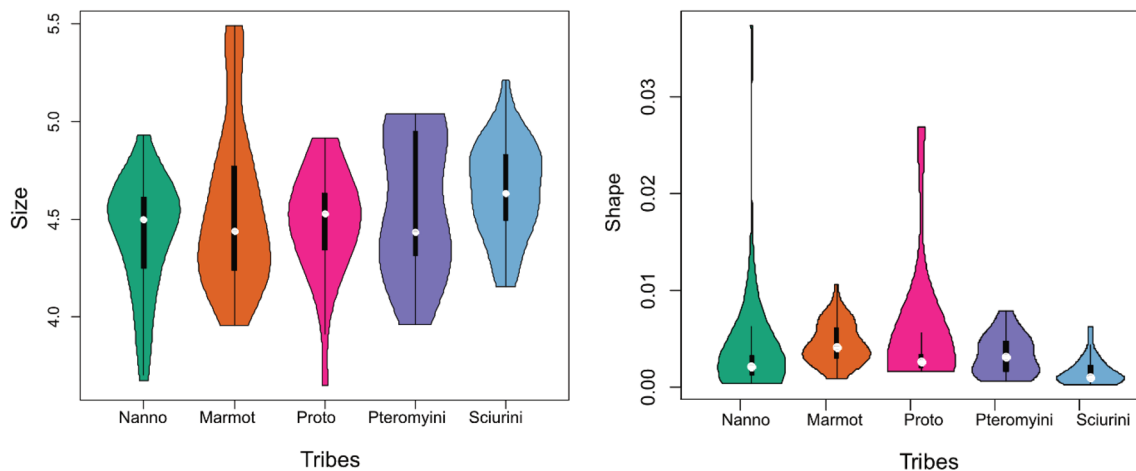 Size
5.5
5.0
4.5
4.0
Nanno Marmot Proto Pteromyini Sciurini
Tribes
Shape
0.03
0.02
0.01
0.00
Nanno Marmot Proto Pteromyini Sciurini
Tribes